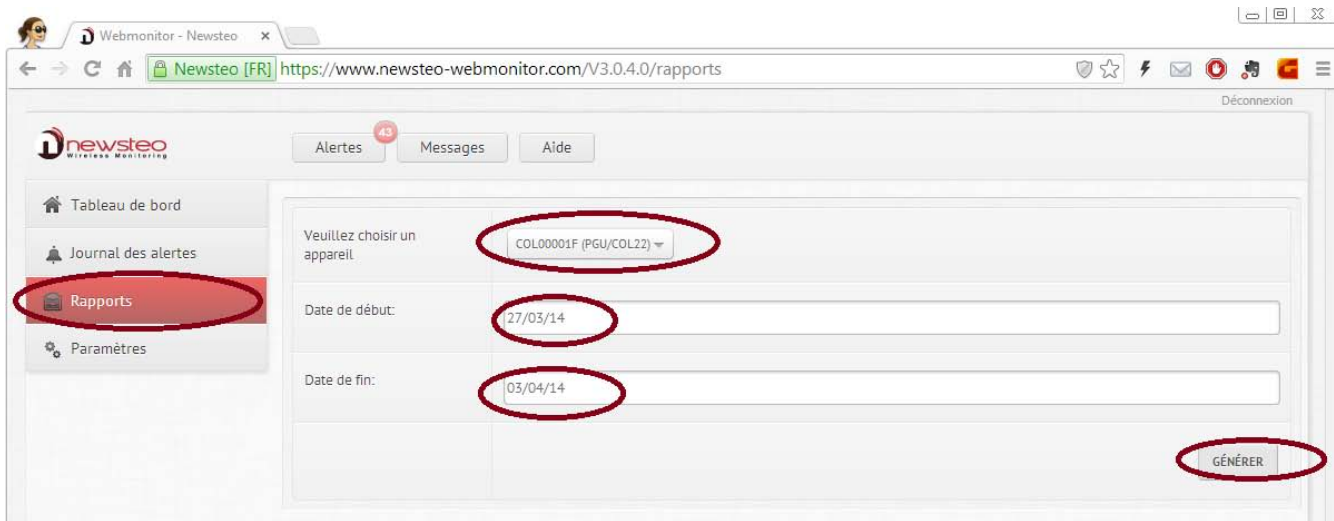 Webmonitor - Newsteo
Newsteo [FR] https://www.newsteo-webmonitor.com/V3.0.4.0/rapports
Déconnexion
newsteo
Wireless Monitoring
Alertes 43 Messages Aide
Tableau de bord
Journal des alertes
Rapports
Paramètres
Veuillez choisir un
appareil
COL00001F (PGU/COL22)
Date de début:
27/03/14
Date de fin:
03/04/14
GÉNÉRER